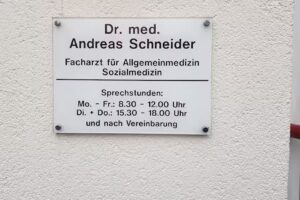 Dr. med.
Andreas Schneider
Facharzt für Allgemeinmedizin
Sozialmedizin
Sprechstunden:
Mo. - Fr.: 8.30 - 12.00 Uhr
Di. + Do.: 15.30 - 18.00 Uhr
und nach Vereinbarung